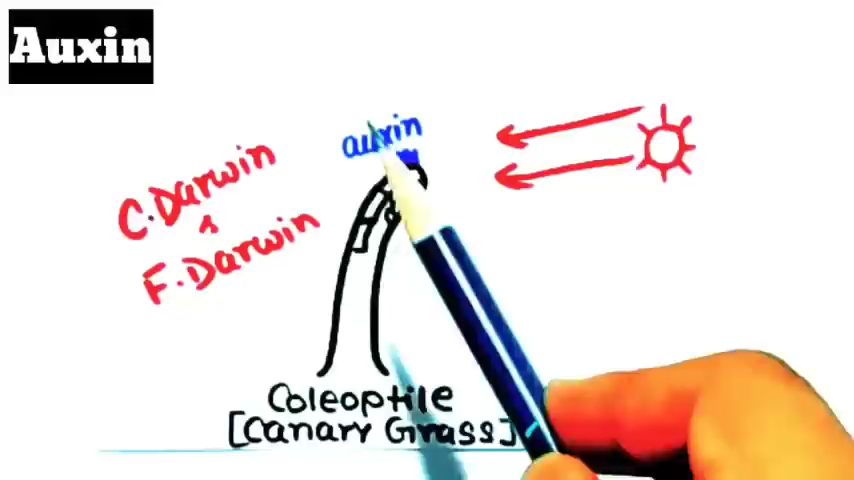 Auxin
auxin
C.Darwin
F.Darwin
Coleoptile
[Canary Grass]